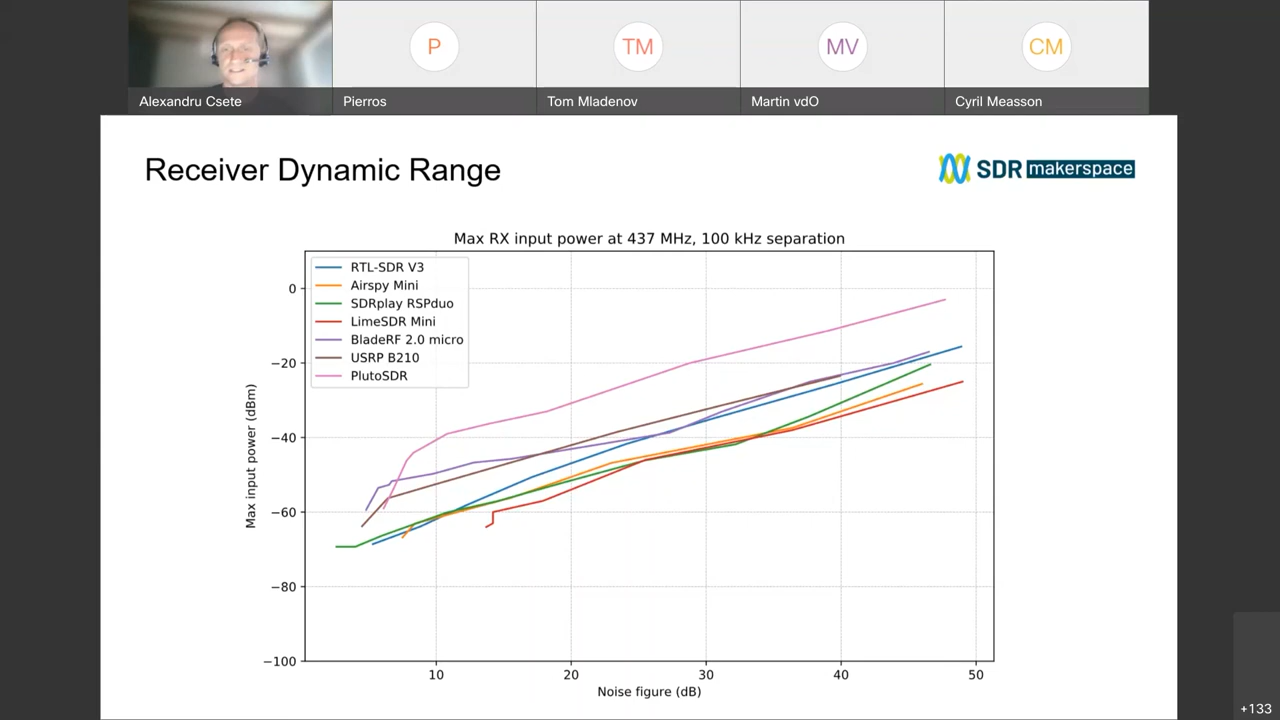 P
TM
MV
CM
Alexandru Csete
Pierros
Tom Mladenov
Martin vdO
Cyril Measson
Receiver Dynamic Range
SDR makerspace
Max RX input power at 437 MHz, 100 kHz separation
RTL-SDR V3
Airspy Mini
SDRplay RSPduo
LimeSDR Mini
BladeRF 2.0 micro
USRP B210
PlutoSDR
Max input power (dBm)
0
−20
−40
−60
−80
−100
10
20
30
40
50
Noise figure (dB)
+133